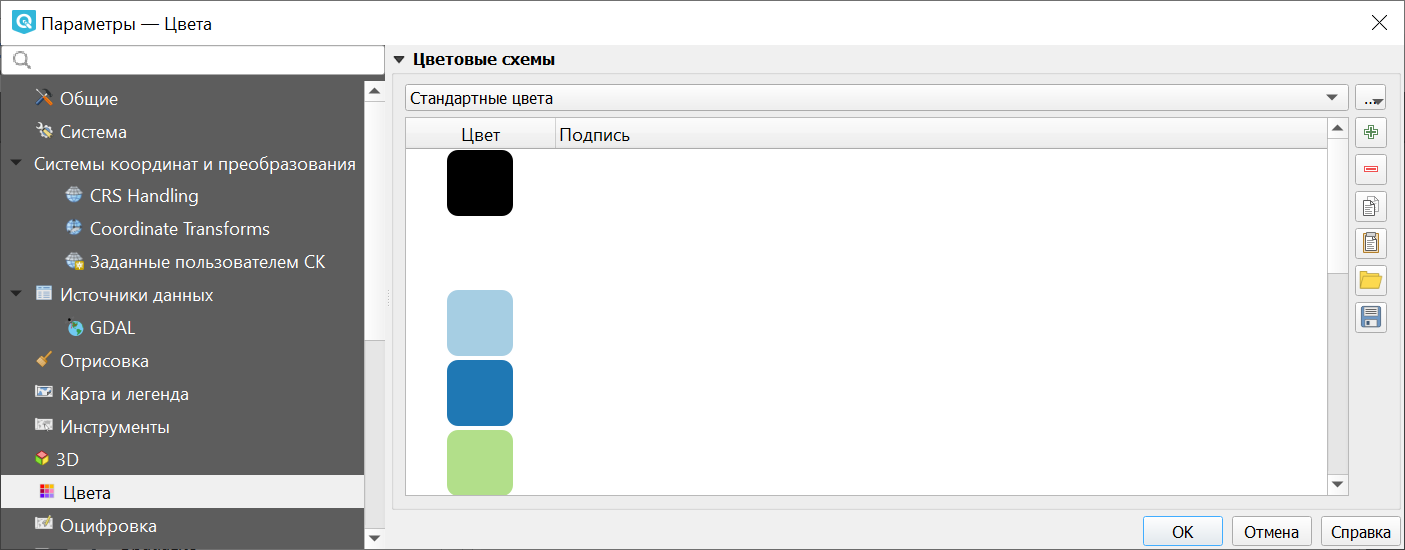 Параметры — Цвета
Общие
Система
Системы координат и преобразования
CRS Handling
Coordinate Transforms
Заданные пользователем СК
Источники данных
GDAL
Отрисовка
Карта и легенда
Инструменты
3D
Цвета
Оцифровка
Цветовые схемы
Стандартные цвета
...
Цвет Подпись
OK Отмена Справка